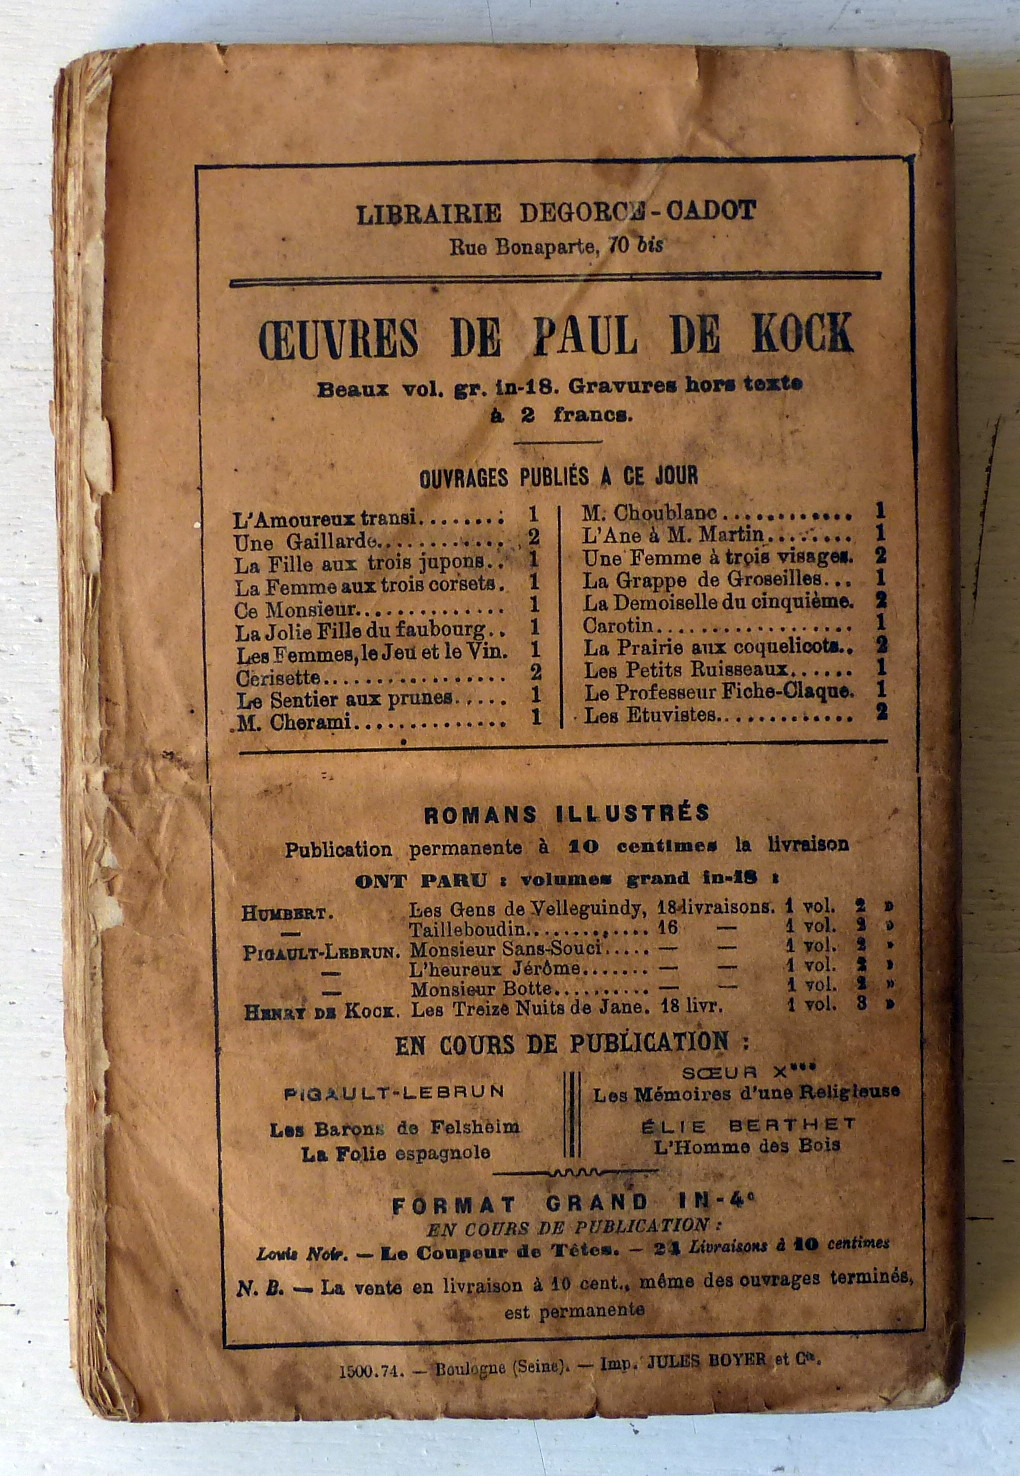 LIBRAIRIE DEGORCE-CADOT
Rue Bonaparte, 70 bis
ŒUVRES DE PAUL DE KOCK
Beaux vol. gr. in-18. Gravures hors texte
à 2 francs.
OUVRAGES PUBLIÉS A CE JOUR
L'Amoureux transi........ 1
Une Gaillarde............ 2
La Fille aux trois jupons.. 1
La Femme aux trois corsets. 1
Ce Monsieur.............. 1
La Jolie Fille du faubourg.. 1
Les Femmes, le Jeu et le Vin. 1
Cerisette................. 2
Le Sentier aux prunes..... 1
M. Cherami.............. 1
M. Choublanc............ 1
L'Ane à M. Martin........ 1
Une Femme à trois visages. 2
La Grappe de Groseilles... 1
La Demoiselle du cinquième. 2
Carotin.................. 1
La Prairie aux coquelicots.. 2
Les Petits Ruisseaux...... 1
Le Professeur Fiche-Claque. 1
Les Etuvistes............. 2
ROMANS ILLUSTRÉS
Publication permanente à 10 centimes la livraison
ONT PARU : volumes grand in-18 :
HUMBERT. Les Gens de Velleguindy, 18 livraisons. 1 vol. 2 »
— Tailleboudin............ 16 — 1 vol. 2 »
PIGAULT-LEBRUN. Monsieur Sans-Souci..... — — 1 vol. 2 »
— L'heureux Jérôme....... — — 1 vol. 2 »
— Monsieur Botte.......... — — 1 vol. 2 »
HENRY DE KOCK. Les Treize Nuits de Jane. 18 livr. 1 vol. 3 »
EN COURS DE PUBLICATION :
PIGAULT-LEBRUN
Les Barons de Felsheim
La Folie espagnole
SŒUR X***
Les Mémoires d'une Religieuse
ÉLIE BERTHET
L'Homme des Bois
FORMAT GRAND IN-4°
EN COURS DE PUBLICATION :
Louis Noir. — Le Coupeur de Têtes. — 21 Livraisons à 10 centimes
N. B. — La vente en livraison à 10 cent., même des ouvrages terminés,
est permanente
1500.74. — Boulogne (Seine). — Imp. JULES BOYER et Cie.